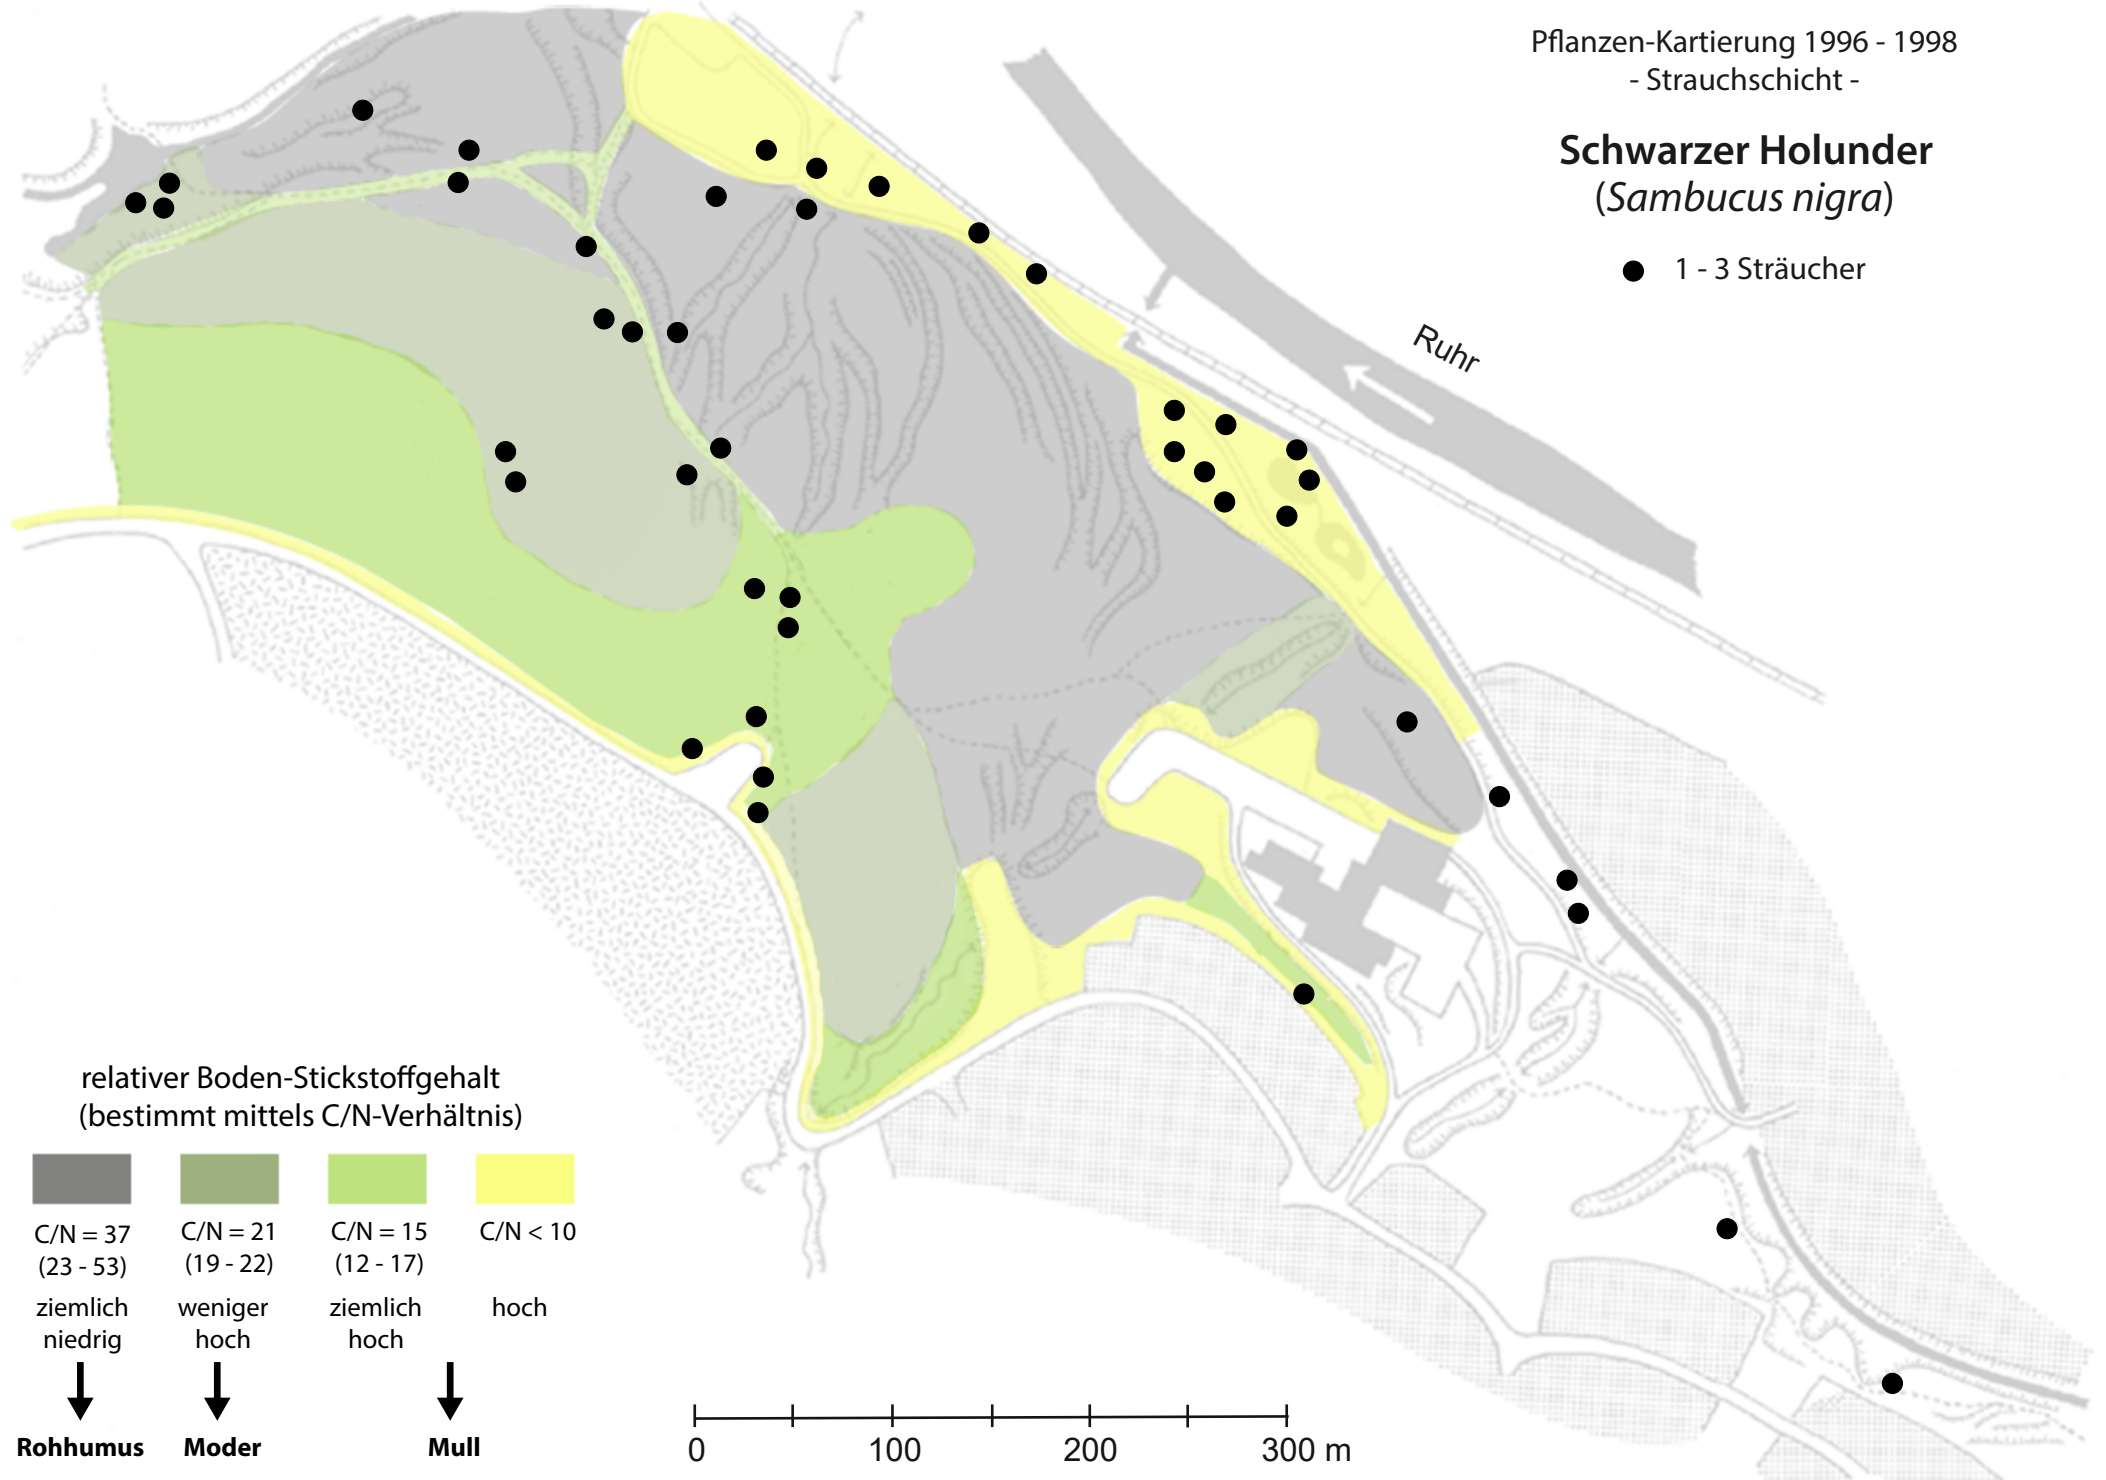 Pflanzen-Kartierung 1996 - 1998
- Strauchschicht -
Schwarzer Holunder
(Sambucus nigra)
1 - 3 Sträucher
Ruhr
relativer Boden-Stickstoffgehalt
(bestimmt mittels C/N-Verhältnis)
C/N = 37 C/N = 21 C/N = 15 C/N < 10
(23 - 53) (19 - 22) (12 - 17)
ziemlich weniger ziemlich hoch
niedrig hoch hoch
Rohhumus Moder Mull
0 100 200 300 m